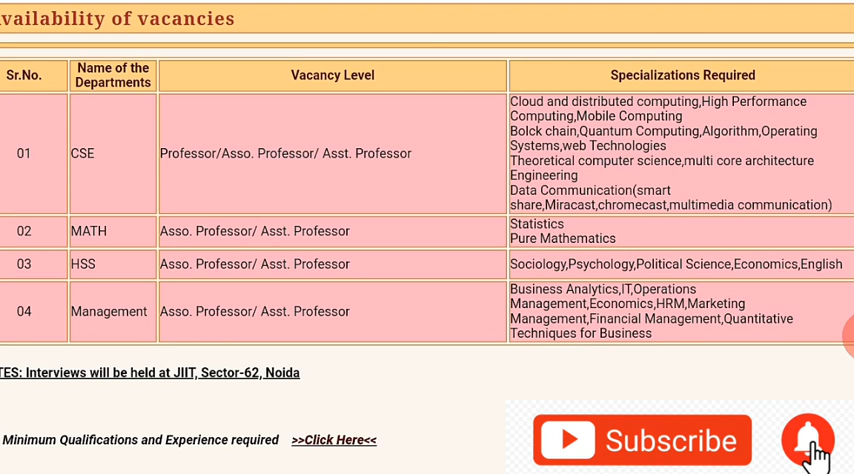 vailability of vacancies
Sr.No.
Name of the
Departments
Vacancy Level
Specializations Required
01
CSE
Professor/Asso. Professor/ Asst. Professor
Cloud and distributed computing,High Performance
Computing,Mobile Computing
Bolck chain,Quantum Computing,Algorithm,Operating
Systems,web Technologies
Theoretical computer science,multi core architecture
Engineering
Data Communication(smart
share,Miracast,chromecast,multimedia communication)
02
MATH
Asso. Professor/ Asst. Professor
Statistics
Pure Mathematics
03
HSS
Asso. Professor/ Asst. Professor
Sociology,Psychology,Political Science,Economics,English
04
Management
Asso. Professor/ Asst. Professor
Business Analytics,IT,Operations
Management,Economics,HRM,Marketing
Management,Financial Management,Quantitative
Techniques for Business
TES: Interviews will be held at JIIT, Sector-62, Noida
Minimum Qualifications and Experience required >>Click Here<<
Subscribe